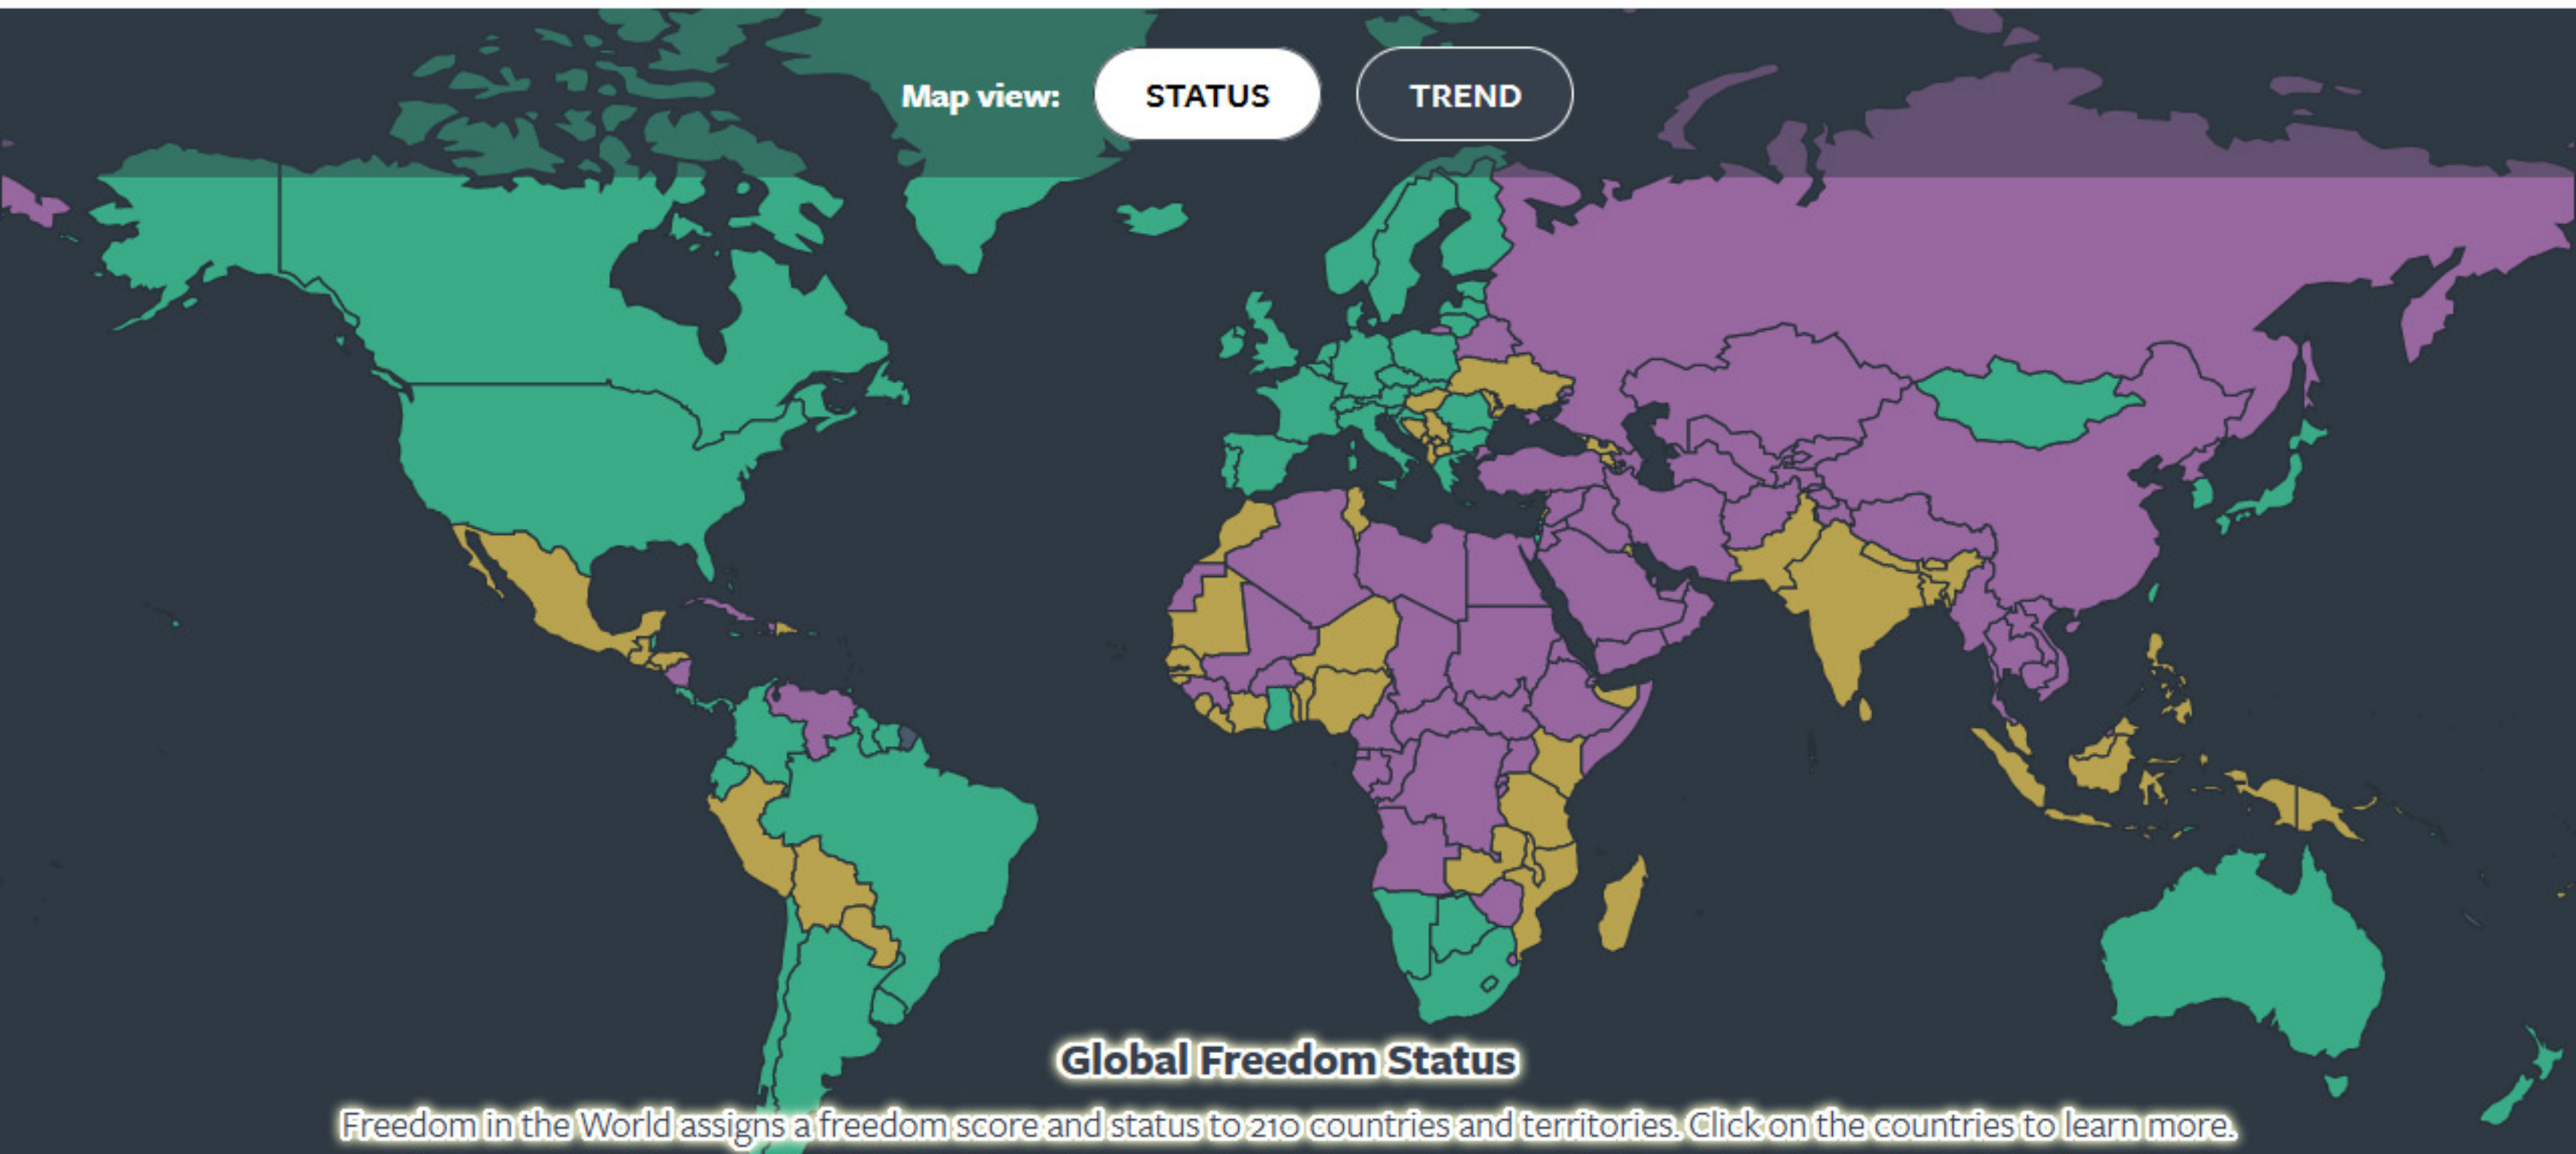 Map view: STATUS TREND
Global Freedom Status
Freedom in the World assigns a freedom score and status to 210 countries and territories. Click on the countries to learn more.